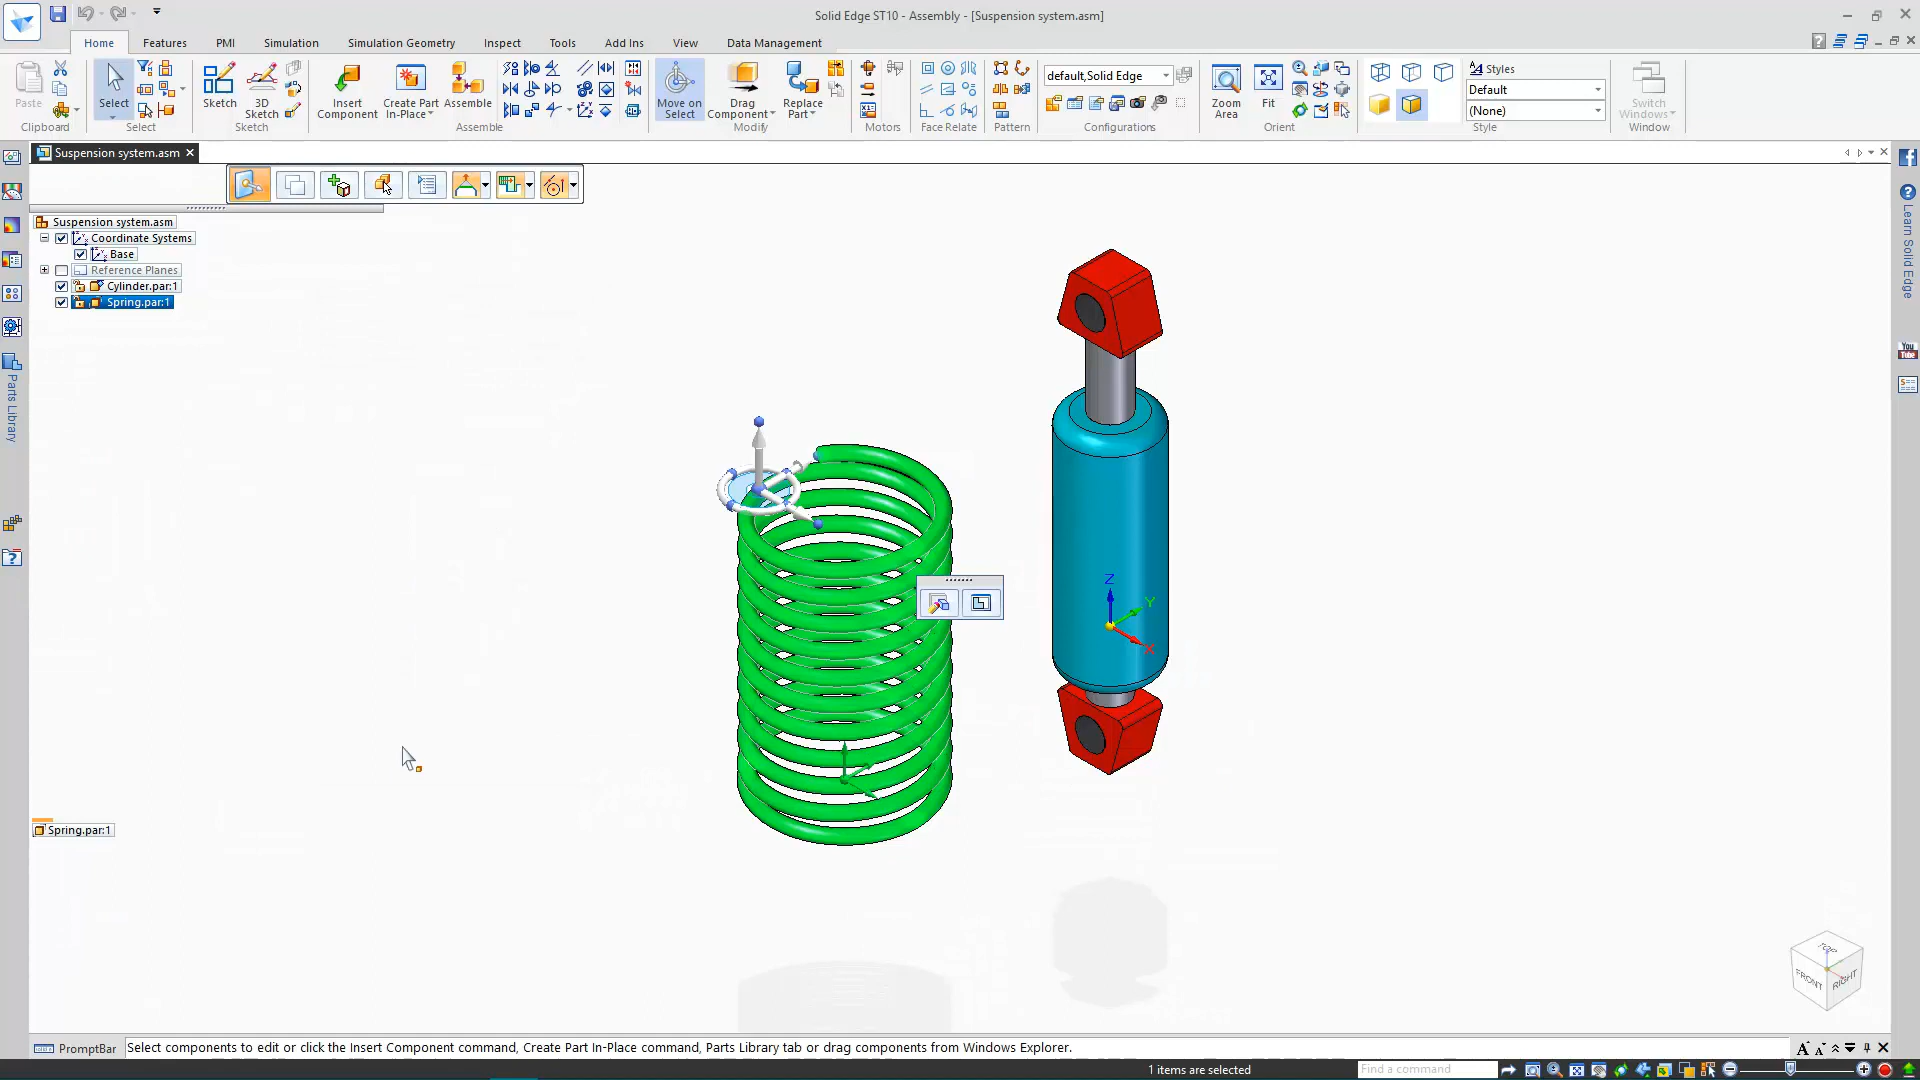 Solid Edge ST10 - Assembly - [Suspension system.asm]
Home Features PMI Simulation Simulation Geometry Inspect Tools Add Ins View Data Management
Paste
Clipboard
Select
Select
Sketch
3D Sketch
Sketch
Insert Component
Create Part In-Place
Assemble
Assemble
Move on Select
Drag Component
Replace Part
Modify
Motors
Face Relate
Pattern
default,Solid Edge
Configurations
Zoom Area
Fit
Orient
Styles
Default
(None)
Style
Switch Windows
Window
Suspension system.asm
Suspension system.asm
Coordinate Systems
Base
Reference Planes
Cylinder.par:1
Spring.par:1
Parts Library
Learn Solid Edge
You Tube
Z
Y
X
Spring.par:1
TOP
FRONT
RIGHT
PromptBar
Select components to edit or click the Insert Component command, Create Part In-Place command, Parts Library tab or drag components from Windows Explorer.
1 items are selected
Find a command